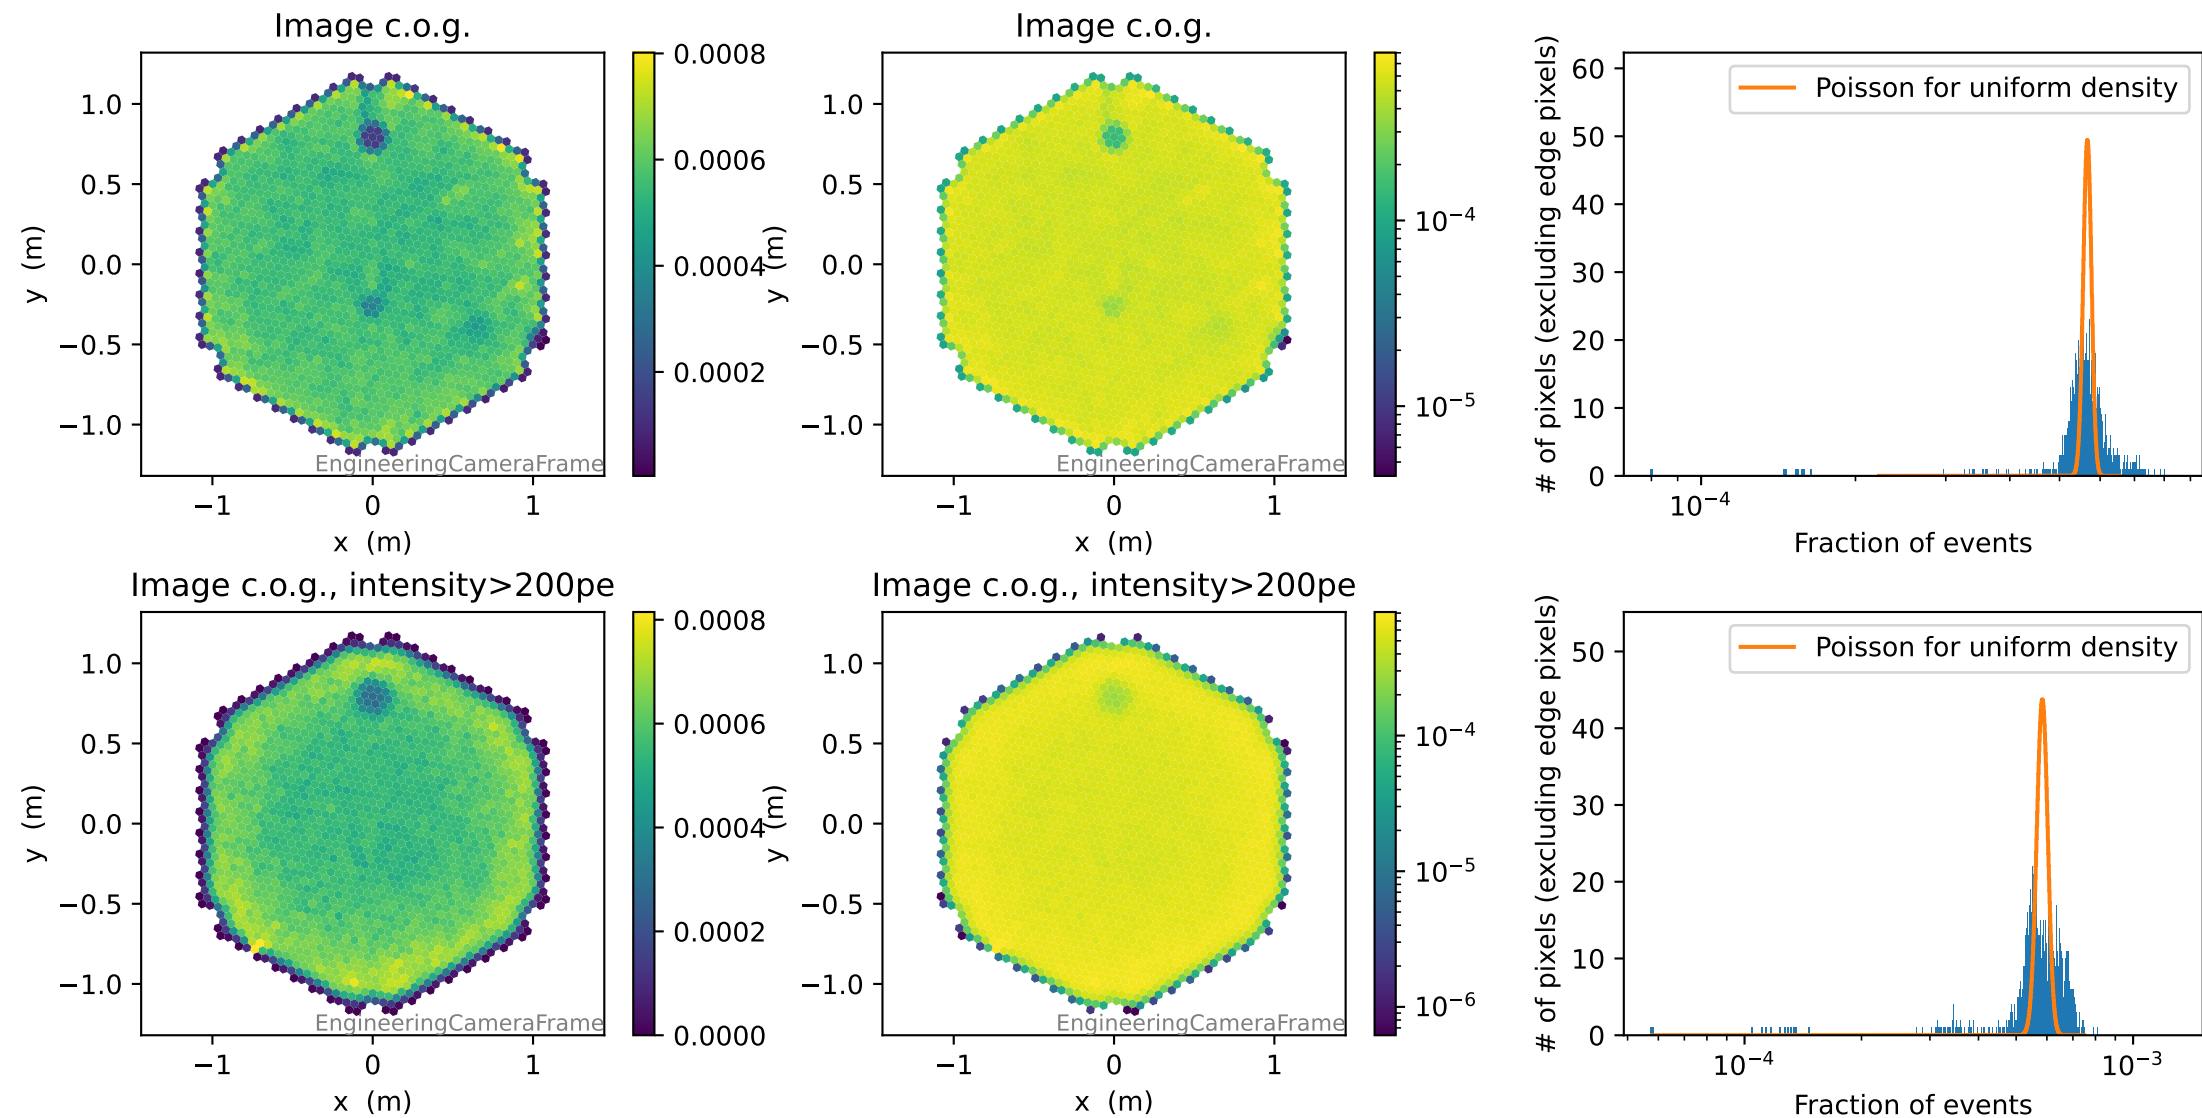 Image c.o.g.
1.0
0.5
0.0
−0.5
−1.0
y (m)
−1
0
1
x (m)
EngineeringCameraFrame
0.0008
0.0006
0.0004
0.0002
Image c.o.g.
1.0
0.5
0.0
−0.5
−1.0
y (m)
−1
0
1
x (m)
EngineeringCameraFrame
10−4
10−5
60
50
40
30
20
10
0
# of pixels (excluding edge pixels)
Poisson for uniform density
10−4
Fraction of events
Image c.o.g., intensity>200pe
1.0
0.5
0.0
−0.5
−1.0
y (m)
−1
0
1
x (m)
EngineeringCameraFrame
0.0008
0.0006
0.0004
0.0002
0.0000
Image c.o.g., intensity>200pe
1.0
0.5
0.0
−0.5
−1.0
y (m)
−1
0
1
x (m)
EngineeringCameraFrame
10−4
10−5
10−6
50
40
30
20
10
0
# of pixels (excluding edge pixels)
Poisson for uniform density
10−4
10−3
Fraction of events